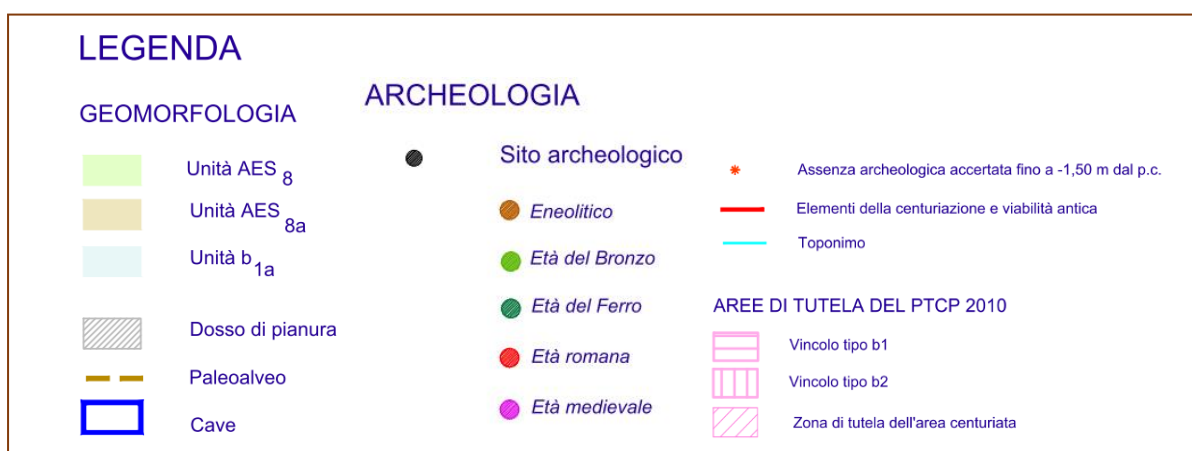 LEGENDA
GEOMORFOLOGIA
Unità AES 8
Unità AES 8a
Unità b 1a
Dosso di pianura
Paleoalveo
Cave
ARCHEOLOGIA
Sito archeologico
Eneolitico
Età del Bronzo
Età del Ferro
Età romana
Età medievale
Assenza archeologica accertata fino a -1,50 m dal p.c.
Elementi della centuriazione e viabilità antica
Toponimo
AREE DI TUTELA DEL PTCP 2010
Vincolo tipo b1
Vincolo tipo b2
Zona di tutela dell'area centuriata